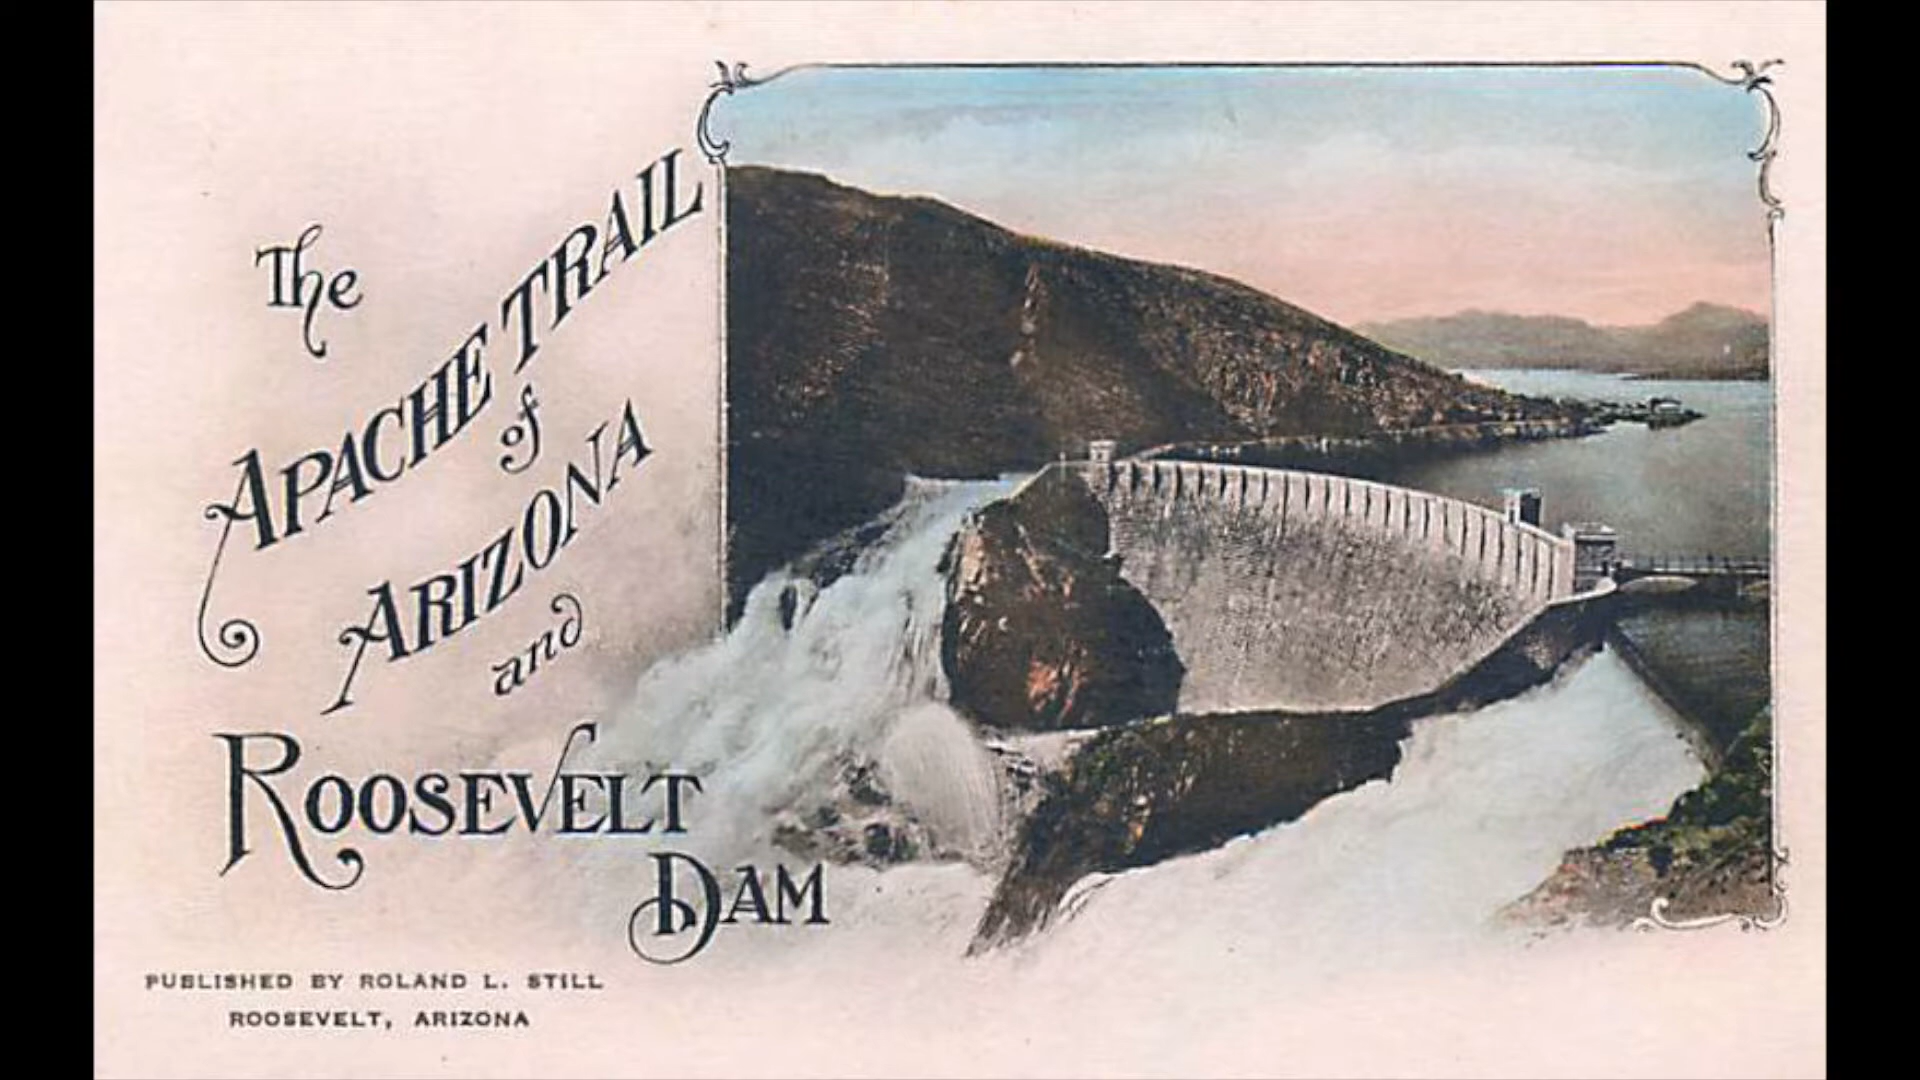 The
APACHE TRAIL
of
ARIZONA
and
ROOSEVELT
DAM
PUBLISHED BY ROLAND L. STILL
ROOSEVELT, ARIZONA